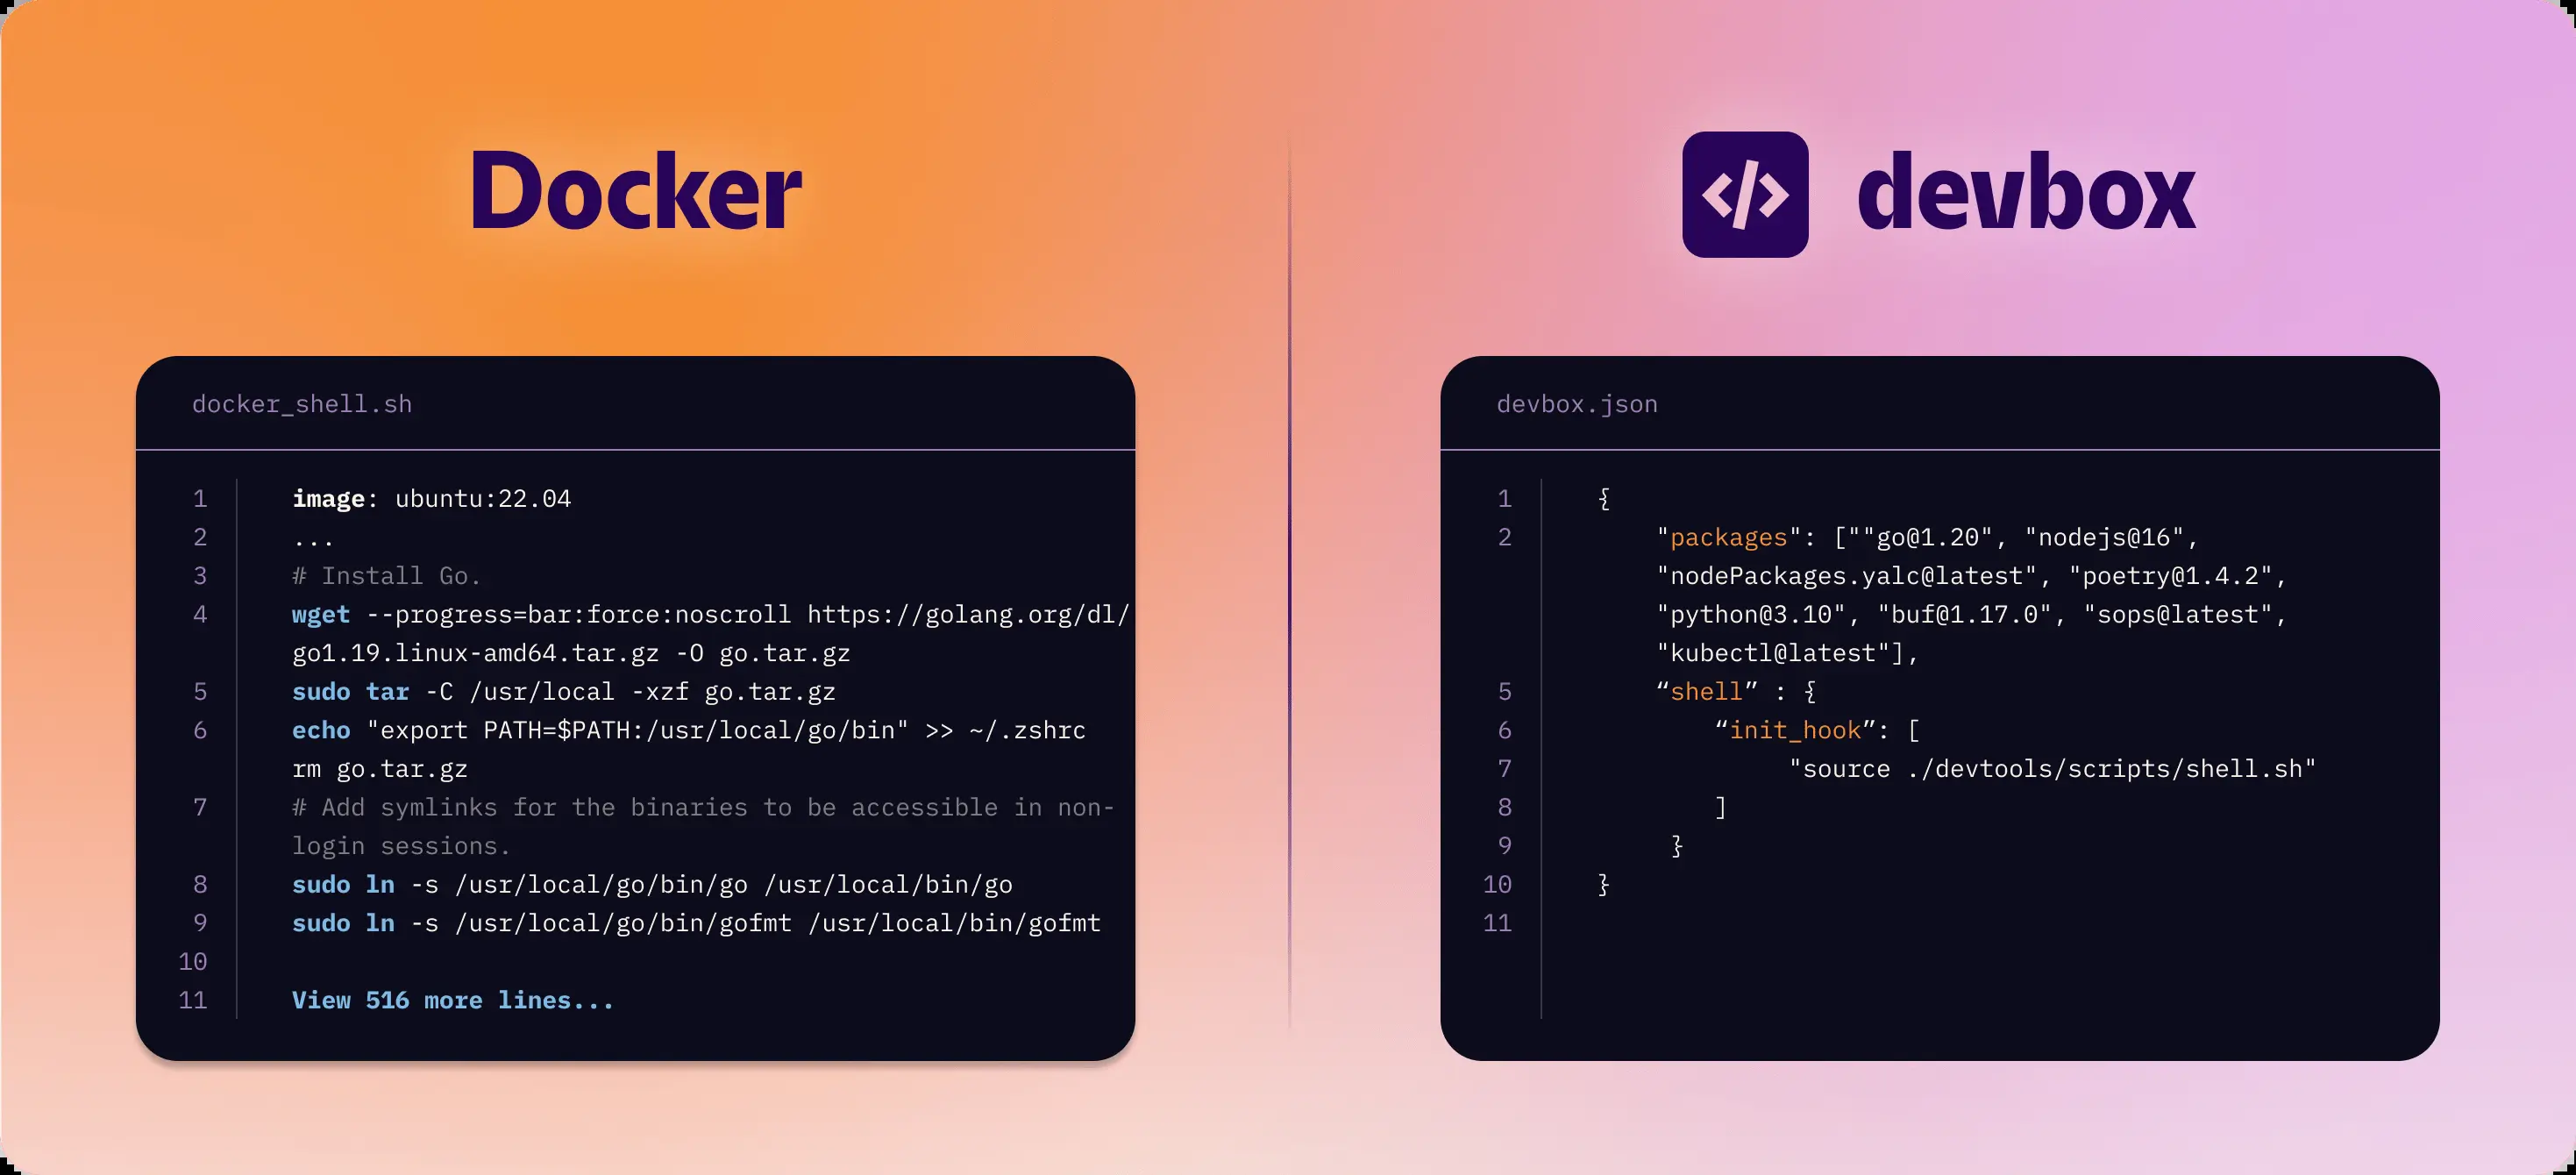 Docker
docker_shell.sh
1 image: ubuntu:22.04
2 ...
3 # Install Go.
4 wget --progress=bar:force:noscroll https://golang.org/dl/
go1.19.linux-amd64.tar.gz -O go.tar.gz
5 sudo tar -C /usr/local -xzf go.tar.gz
6 echo "export PATH=$PATH:/usr/local/go/bin" >> ~/.zshrc
rm go.tar.gz
7 # Add symlinks for the binaries to be accessible in non-
login sessions.
8 sudo ln -s /usr/local/go/bin/go /usr/local/bin/go
9 sudo ln -s /usr/local/go/bin/gofmt /usr/local/bin/gofmt
10
11 View 516 more lines...
</> devbox
devbox.json
1 {
2 "packages": [""go@1.20", "nodejs@16",
"nodePackages.yalc@latest", "poetry@1.4.2",
"python@3.10", "buf@1.17.0", "sops@latest",
"kubectl@latest"],
5 “shell” : {
6 “init_hook”: [
7 "source ./devtools/scripts/shell.sh"
8 ]
9 }
10 }
11